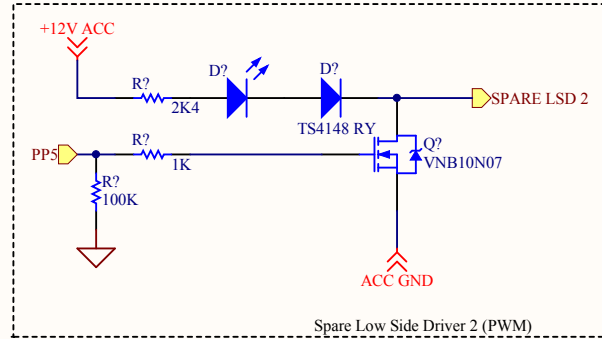 +12V ACC
D?
D?
R?
2K4
SPARE LSD 2
TS4148 RY
R?
Q?
PP5
VNB10N07
1K
R?
100K
ACC GND
Spare Low Side Driver 2 (PWM)